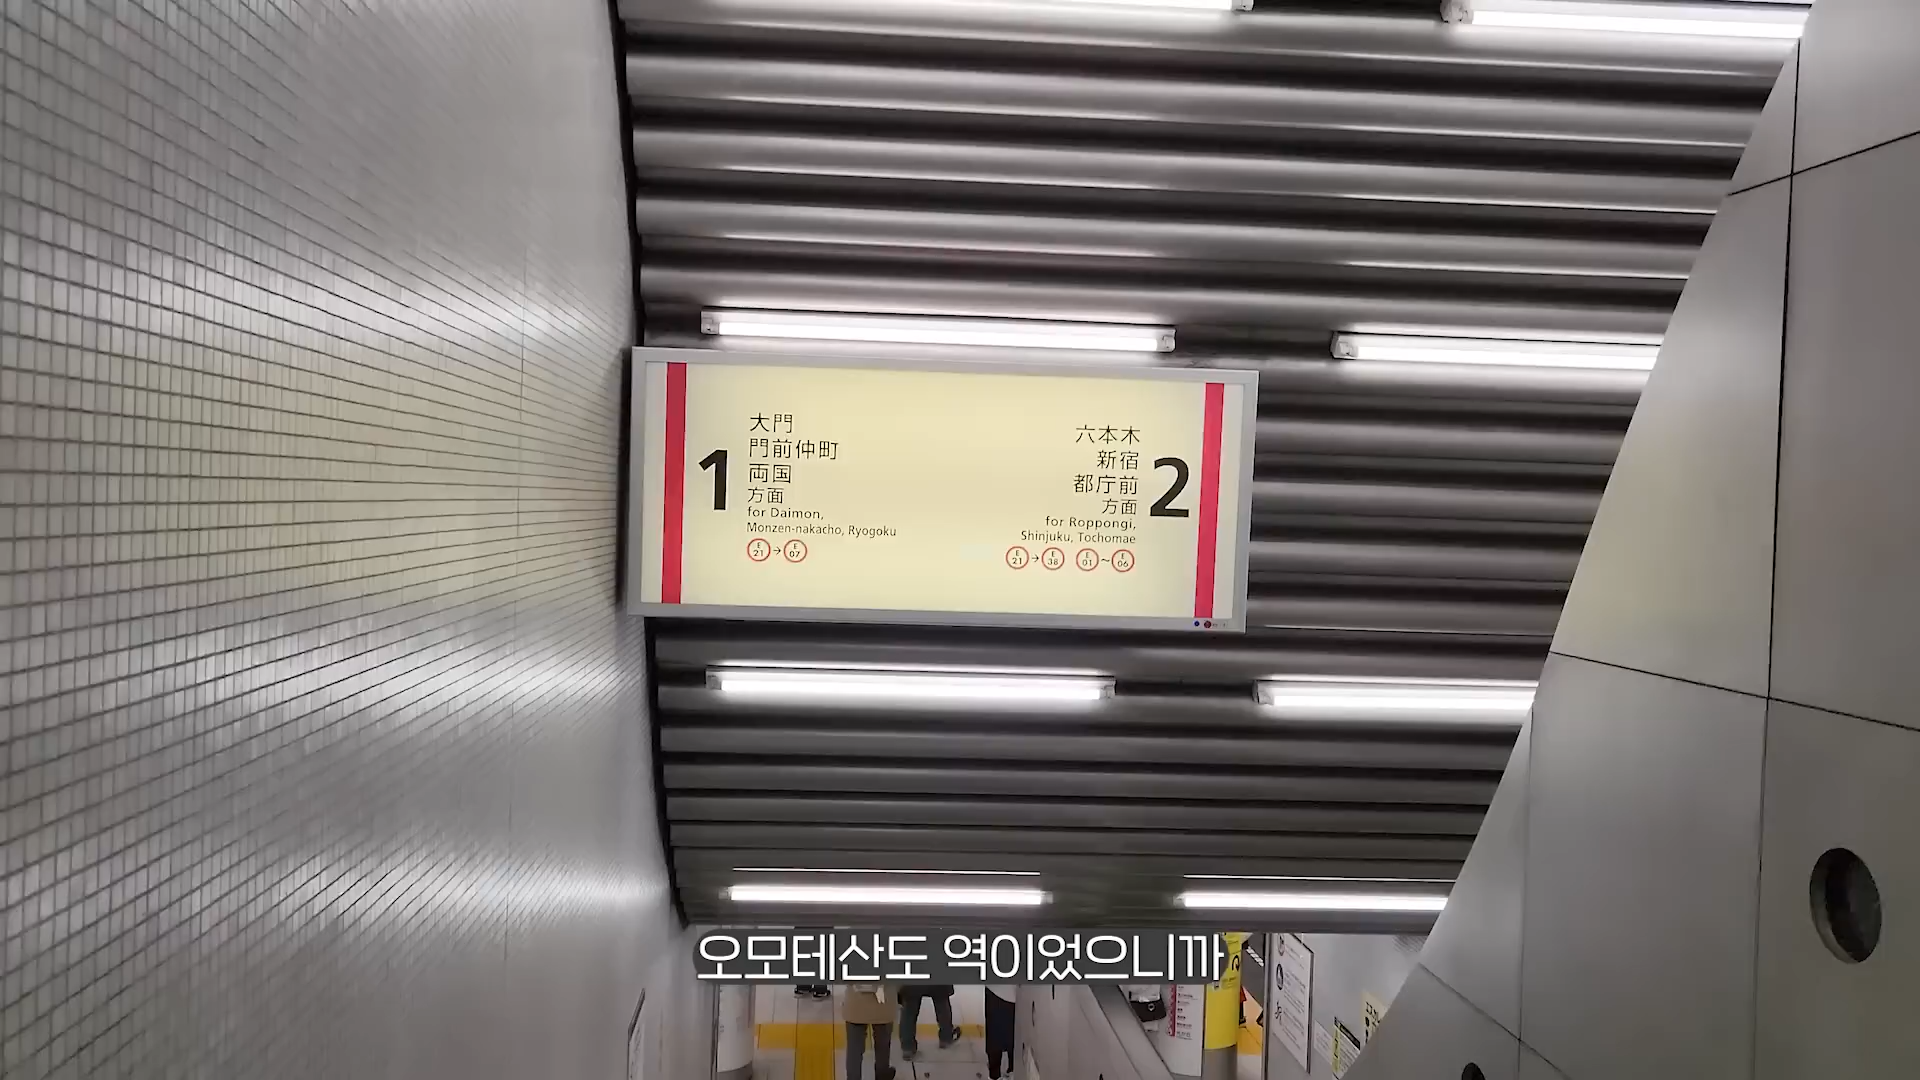 1
大門
門前仲町
両国
方面
for Daimon,
Monzen-nakacho, Ryogoku
E 21 → E 07
六本木
新宿
都庁前
方面
for Roppongi,
Shinjuku, Tochomae
E 21 → E 38 E 01 ~ E 06
2
오모테산도 역이었으니까